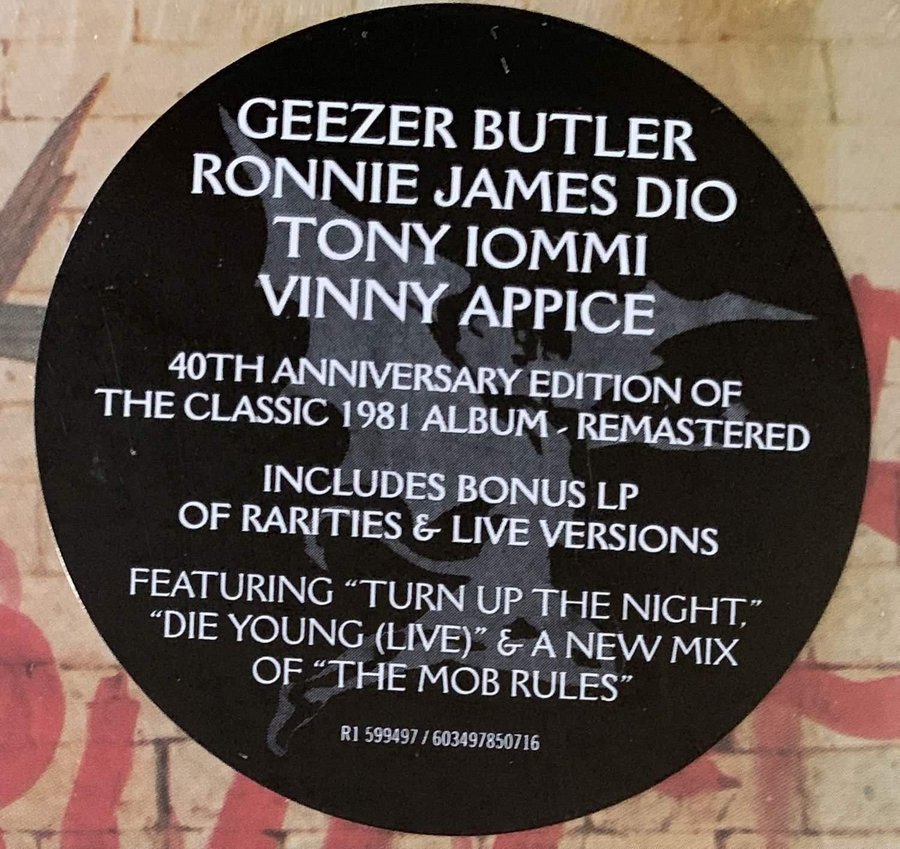 GEEZER BUTLER
RONNIE JAMES DIO
TONY IOMMI
VINNY APPICE
40TH ANNIVERSARY EDITION OF
THE CLASSIC 1981 ALBUM - REMASTERED
INCLUDES BONUS LP
OF RARITIES & LIVE VERSIONS
FEATURING “TURN UP THE NIGHT,”
“DIE YOUNG (LIVE)” & A NEW MIX
OF “THE MOB RULES”
R1 599497 / 603497850716